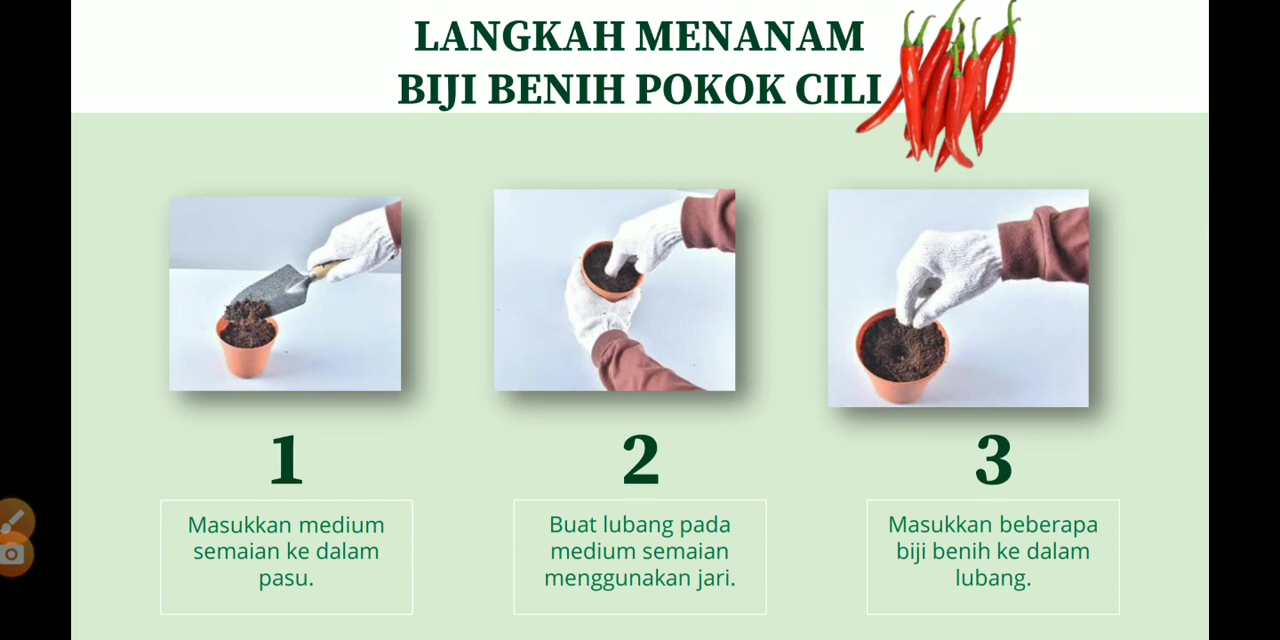 LANGKAH MENANAM
BIJI BENIH POKOK CILI
1
Masukkan medium
semaian ke dalam
pasu.
2
Buat lubang pada
medium semaian
menggunakan jari.
3
Masukkan beberapa
biji benih ke dalam
lubang.